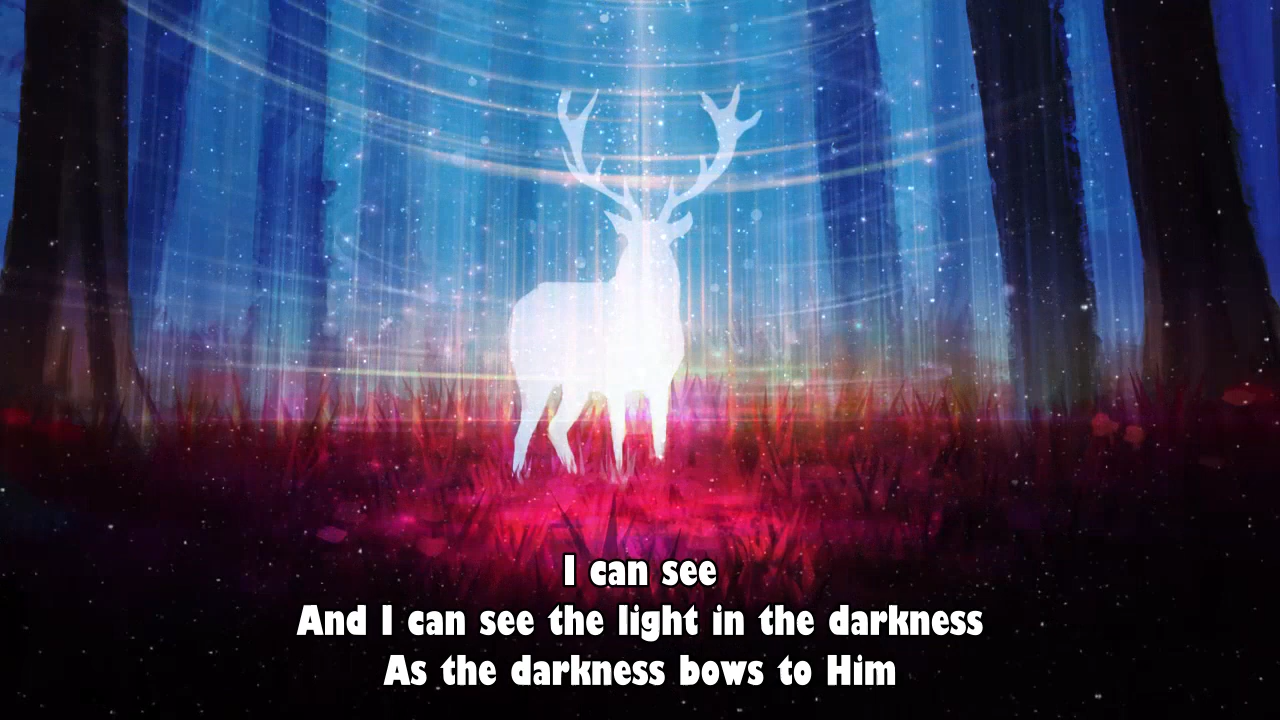 I can see
And I can see the light in the darkness
As the darkness bows to Him